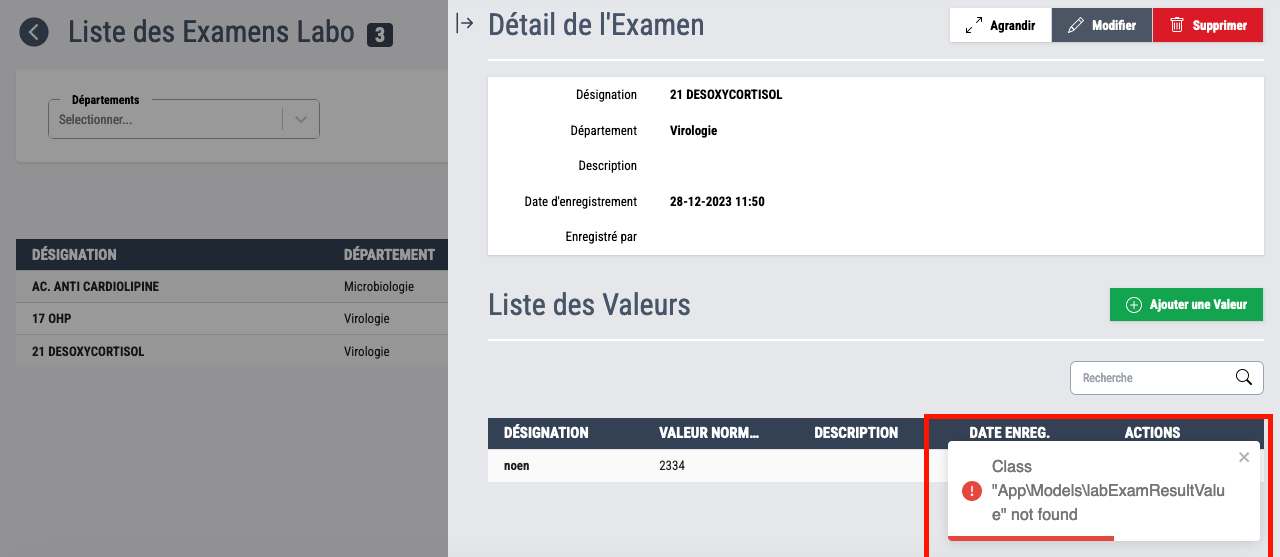 Liste des Examens Labo 3
Départements
Selectionner...
DÉSIGNATION DÉPARTEMENT
AC. ANTI CARDIOLIPINE Microbiologie
17 OHP Virologie
21 DESOXYCORTISOL Virologie
Détail de l'Examen
Agrandir Modifier Supprimer
Désignation 21 DESOXYCORTISOL
Département Virologie
Description
Date d'enregistrement 28-12-2023 11:50
Enregistré par
Liste des Valeurs
Ajouter une Valeur
Recherche
DÉSIGNATION VALEUR NORM... DESCRIPTION DATE ENREG. ACTIONS
noen 2334
Class
"App\Models\labExamResultValu
e" not found